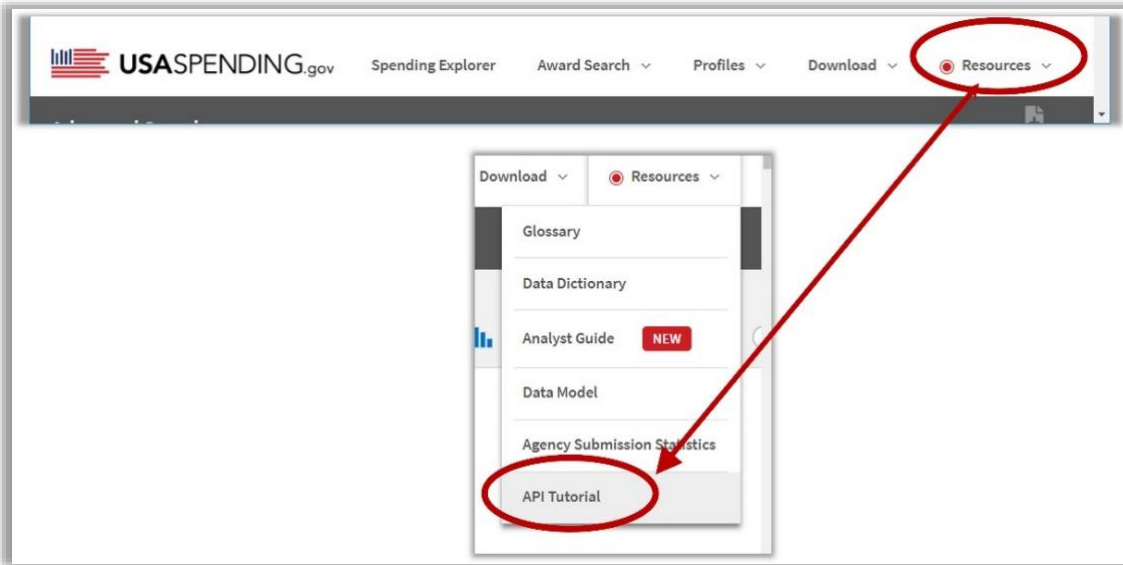 USASPENDING.gov Spending Explorer Award Search Profiles Download Resources
Download Resources
Glossary
Data Dictionary
Analyst Guide NEW
Data Model
Agency Submission Statistics
API Tutorial